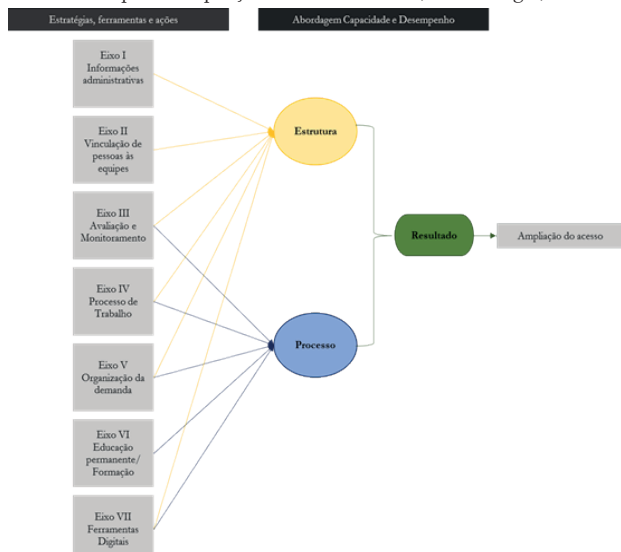 Estratégias, ferramentas e ações
Abordagem Capacidade e Desempenho
Eixo I
Informações
administrativas
Eixo II
Vinculação de
pessoas às
equipes
Eixo III
Avaliação e
Monitoramento
Eixo IV
Processo de
Trabalho
Eixo V
Organização da
demanda
Eixo VI
Educação
permanente/
Formação
Eixo VII
Ferramentas
Digitais
Estrutura
Processo
Resultado
Ampliação do acesso